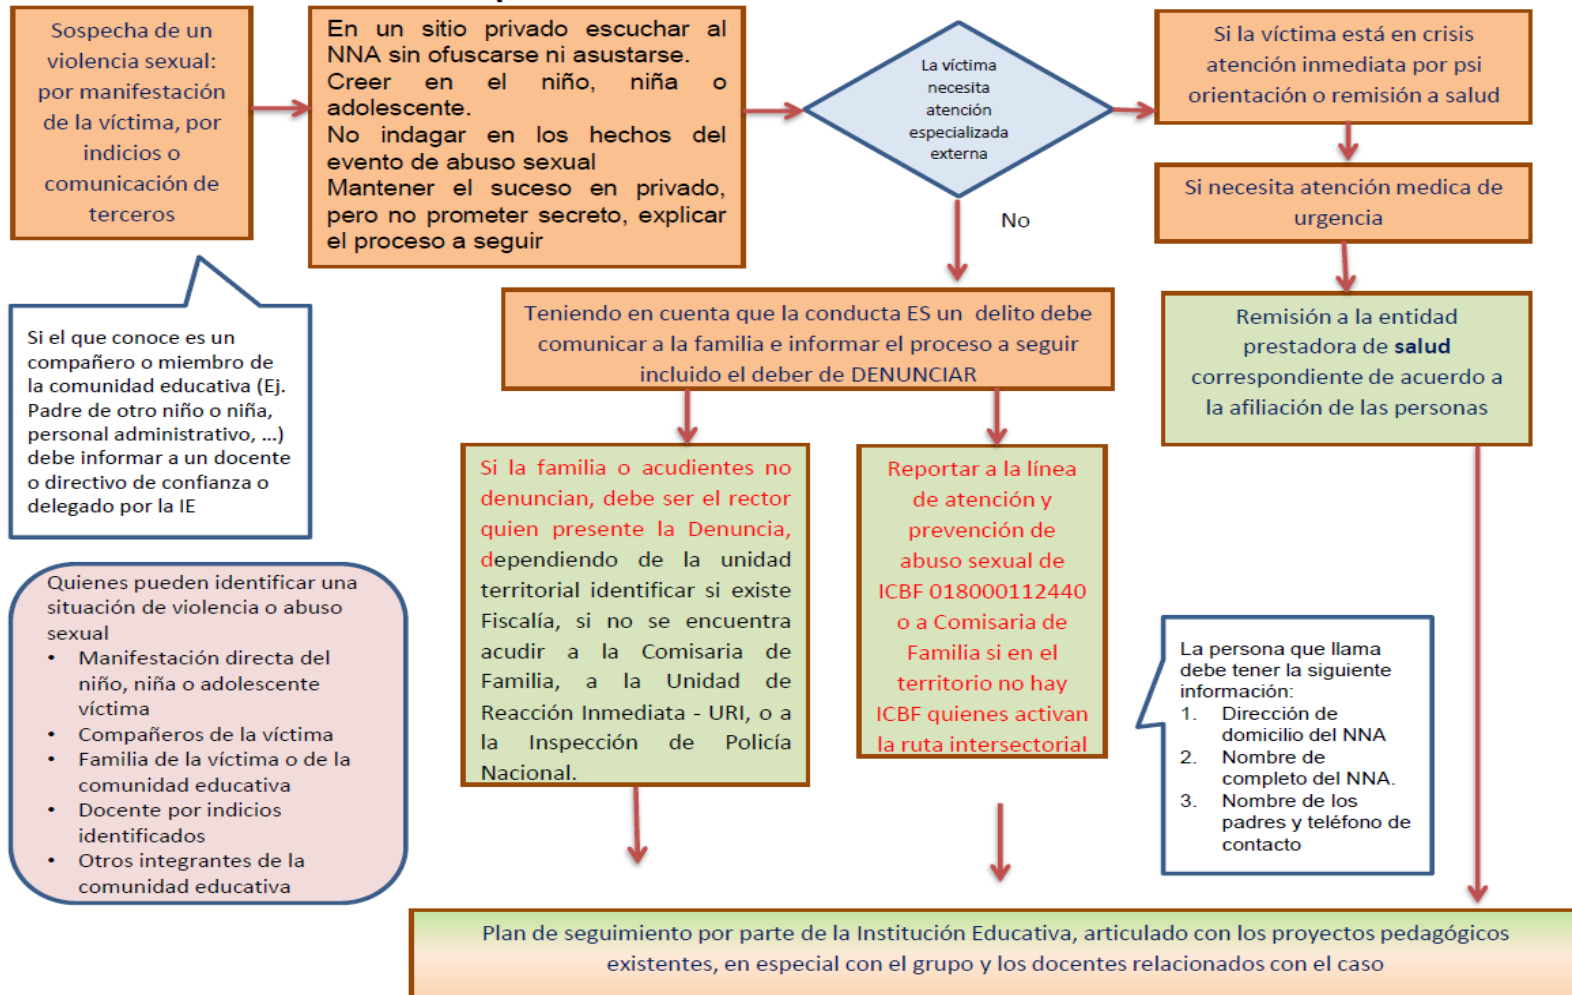 Sospecha de un
violencia sexual:
por manifestación
de la víctima, por
indicios o
comunicación de
terceros
En un sitio privado escuchar al
NNA sin ofuscarse ni asustarse.
Creer en el niño, niña o
adolescente.
No indagar en los hechos del
evento de abuso sexual
Mantener el suceso en privado,
pero no prometer secreto, explicar
el proceso a seguir
La víctima
necesita
atención
especializada
externa
Si la víctima está en crisis
atención inmediata por psi
orientación o remisión a salud
Si necesita atención medica de
urgencia
No
Si el que conoce es un
compañero o miembro de
la comunidad educativa (Ej.
Padre de otro niño o niña,
personal administrativo, ...)
debe informar a un docente
o directivo de confianza o
delegado por la IE
Teniendo en cuenta que la conducta ES un delito debe
comunicar a la familia e informar el proceso a seguir
incluido el deber de DENUNCIAR
Remisión a la entidad
prestadora de salud
correspondiente de acuerdo a
la afiliación de las personas
Si la familia o acudientes no
denuncian, debe ser el rector
quien presente la Denuncia,
dependiendo de la unidad
territorial identificar si existe
Fiscalía, si no se encuentra
acudir a la Comisaria de
Familia, a la Unidad de
Reacción Inmediata - URI, o a
la Inspección de Policía
Nacional.
Reportar a la línea
de atención y
prevención de
abuso sexual de
ICBF 018000112440
o a Comisaria de
Familia si en el
territorio no hay
ICBF quienes activan
la ruta intersectorial
Quienes pueden identificar una
situación de violencia o abuso
sexual
• Manifestación directa del
niño, niña o adolescente
víctima
• Compañeros de la víctima
• Familia de la víctima o de la
comunidad educativa
• Docente por indicios
identificados
• Otros integrantes de la
comunidad educativa
La persona que llama
debe tener la siguiente
información:
1. Dirección de
domicilio del NNA
2. Nombre de
completo del NNA.
3. Nombre de los
padres y teléfono de
contacto
Plan de seguimiento por parte de la Institución Educativa, articulado con los proyectos pedagógicos
existentes, en especial con el grupo y los docentes relacionados con el caso